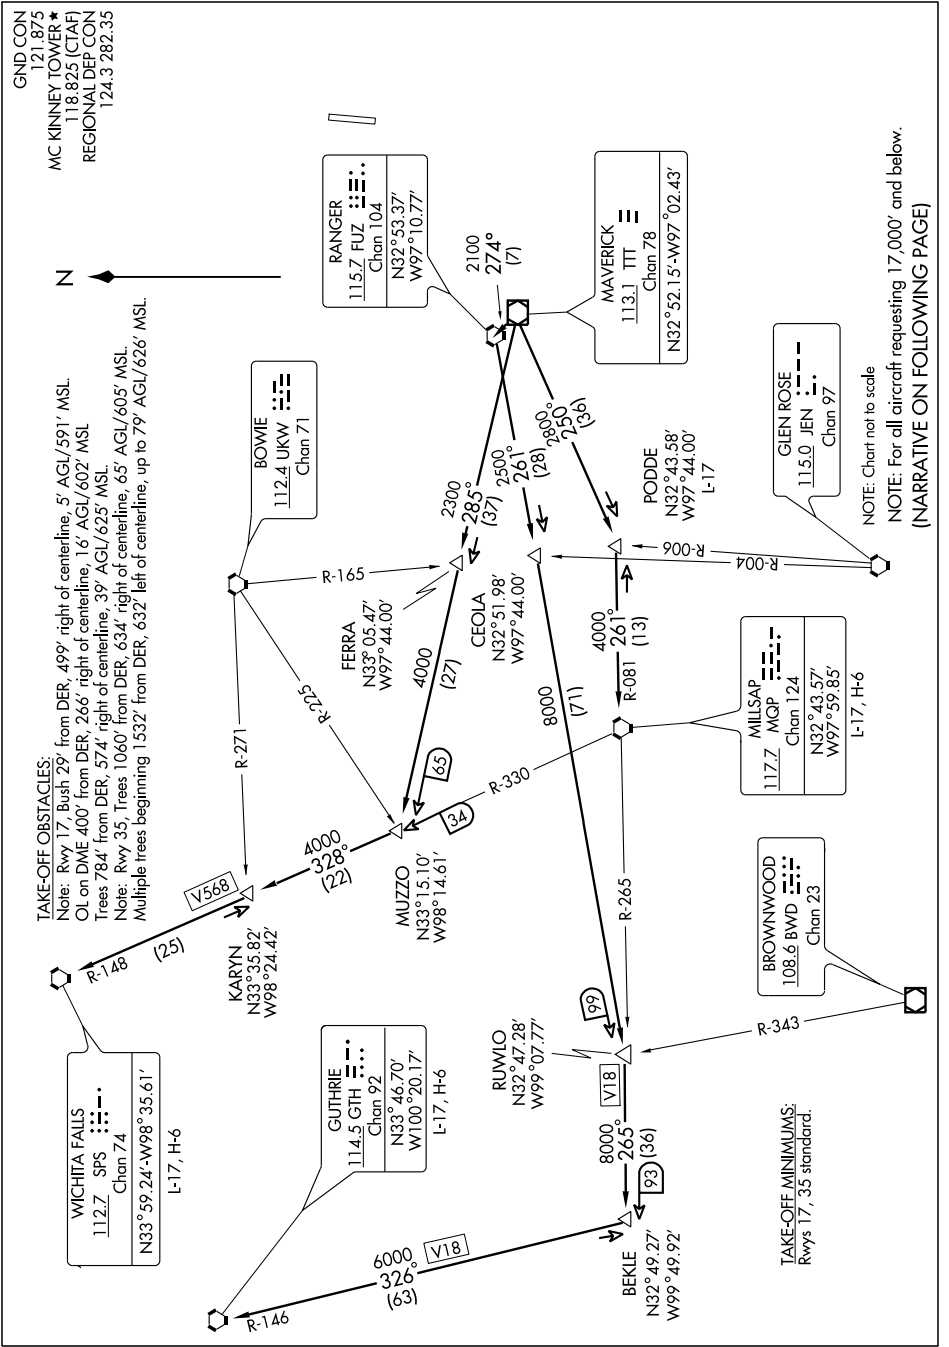 GND CON
121.875
MC KINNEY TOWER★
118.825 (CTAF)
REGIONAL DEP CON
124.3 282.35
N
TAKE-OFF OBSTACLES:
Note: Rwy 17, Bush 29' from DER, 499' right of centerline, 5' AGL/591' MSL.
OL on DME 400' from DER, 266' right of centerline, 16' AGL/602' MSL
Trees 784' from DER, 574' right of centerline, 39' AGL/625' MSL.
Note: Rwy 35, Trees 1060' from DER, 634' right of centerline, 65' AGL/605' MSL.
Multiple trees beginning 1532' from DER, 632' left of centerline, up to 79' AGL/626' MSL.
WICHITA FALLS
112.7 SPS
Chan 74
N33°59.24'-W98°35.61'
L-17, H-6
R-148
(25)
V568
KARYN
N33°35.82'
W98°24.42'
4000
328°
(22)
R-271
R-225
R-165
BOWIE
112.4 UKW
Chan 71
RANGER
115.7 FUZ
Chan 104
N32°53.37'
W97°10.77'
2100
274°
(7)
MAVERICK
113.1 TTT
Chan 78
N32°52.15'-W97°02.43'
2300
285°
(37)
2500
261°
(28)
2800
250°
(36)
FERRA
N33°05.47'
W97°44.00'
CEOLA
N32°51.98'
W97°44.00'
PODDE
N32°43.58'
W97°44.00'
L-17
R-006
R-004
GLEN ROSE
115.0 JEN
Chan 97
4000
(27)
65
MUZZO
N33°15.10'
W98°14.61'
34
R-330
8000
(71)
4000
261°
(13)
R-081
MILLSAP
117.7 MQP
Chan 124
N32°43.57'
W97°59.85'
L-17, H-6
R-265
99
RUWLO
N32°47.28'
W99°07.77'
V18
8000
265°
(36)
93
R-343
BROWNWOOD
108.6 BWD
Chan 23
BEKLE
N32°49.27'
W99°49.92'
6000
326°
(63)
V18
R-146
GUTHRIE
114.5 GTH
Chan 92
N33°46.70'
W100°20.17'
L-17, H-6
TAKE-OFF MINIMUMS:
Rwys 17, 35 standard.
NOTE: Chart not to scale
NOTE: For all aircraft requesting 17,000' and below.
(NARRATIVE ON FOLLOWING PAGE)